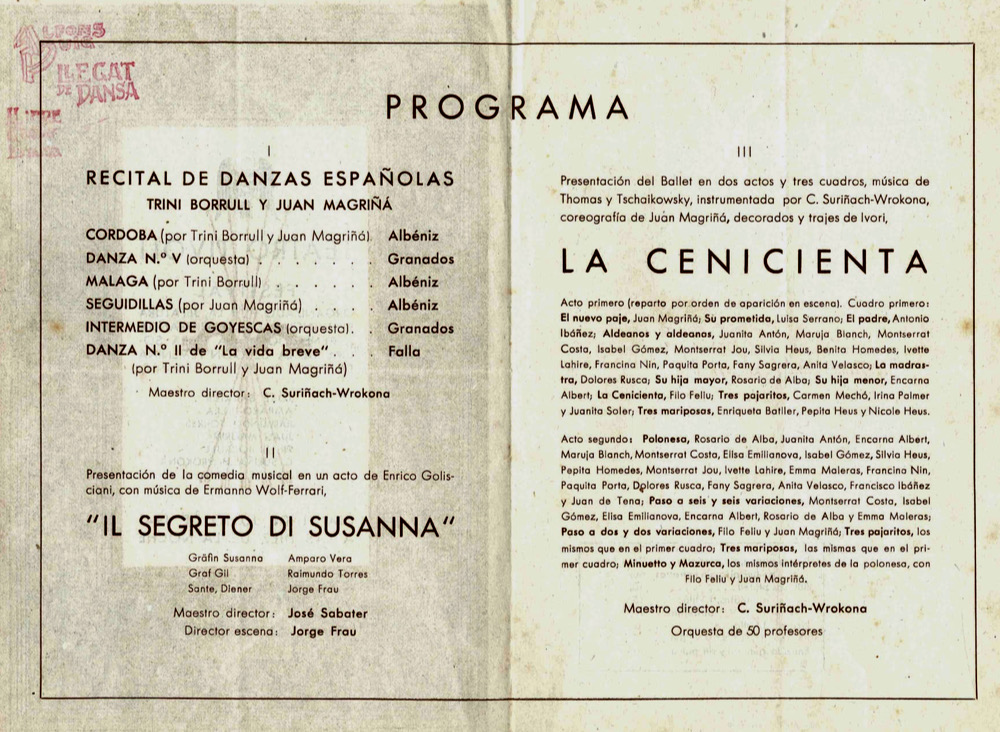 ALFONS
PUIG
LLEGAT
DE DANSA
PROGRAMA
I
RECITAL DE DANZAS ESPAÑOLAS
TRINI BORRULL Y JUAN MAGRIÑÁ
CORDOBA (por Trini Borrull y Juan Magriñá) Albéniz
DANZA N.º V (orquesta) . . . . . . . Granados
MALAGA (por Trini Borrull) . . . . . . Albéniz
SEGUIDILLAS (por Juan Magriñá) . . . . Albéniz
INTERMEDIO DE GOYESCAS (orquesta). . Granados
DANZA N.º II de "La vida breve" . . . Falla
(por Trini Borrull y Juan Magriñá)
Maestro director: C. Suriñach-Wrokona
II
Presentación de la comedia musical en un acto de Enrico Golis-
ciani, con música de Ermanno Wolf-Ferrari,
"IL SEGRETO DI SUSANNA"
Gräfin Susanna Amparo Vera
Graf Gil Raimundo Torres
Sante, Diener Jorge Frau
Maestro director: José Sabater
Director escena: Jorge Frau
III
Presentación del Ballet en dos actos y tres cuadros, música de
Thomas y Tschaikowsky, instrumentada por C. Suriñach-Wrokona,
coreografía de Juan Magriñá, decorados y trajes de Ivori,
LA CENICIENTA
Acto primero (reparto por orden de aparición en escena). Cuadro primero:
El nuevo paje, Juan Magriñá; Su prometida, Luisa Serrano; El padre, Antonio
Ibáñez; Aldeanos y aldeanas, Juanita Antón, Maruja Blanch, Montserrat
Costa, Isabel Gómez, Montserrat Jou, Silvia Heus, Benita Homedes, Ivette
Lahire, Francina Nin, Paquita Porta, Fany Sagrera, Anita Velasco; La madras-
tra, Dolores Rusca; Su hija mayor, Rosario de Alba; Su hija menor, Encarna
Albert; La Cenicienta, Filo Feliu; Tres pajaritos, Carmen Mechó, Irina Palmer
y Juanita Soler; Tres mariposas, Enriqueta Batller, Pepita Heus y Nicole Heus.
Acto segundo: Polonesa, Rosario de Alba, Juanita Antón, Encarna Albert,
Maruja Blanch, Montserrat Costa, Elisa Emilianova, Isabel Gómez, Silvia Heus,
Pepita Homedes, Montserrat Jou, Ivette Lahire, Emma Maleras, Francina Nin,
Paquita Porta, Dolores Rusca, Fany Sagrera, Anita Velasco, Francisco Ibáñez
y Juan de Tena; Paso a seis y seis variaciones, Montserrat Costa, Isabel
Gómez, Elisa Emilianova, Encarna Albert, Rosario de Alba y Emma Maleras;
Paso a dos y dos variaciones, Filo Feliu y Juan Magriñá; Tres pajaritos, los
mismos que en el primer cuadro; Tres mariposas, las mismas que en el pri-
mer cuadro; Minuetto y Mazurca, los mismos intérpretes de la polonesa, con
Filo Feliu y Juan Magriñá.
Maestro director: C. Suriñach-Wrokona
Orquesta de 50 profesores